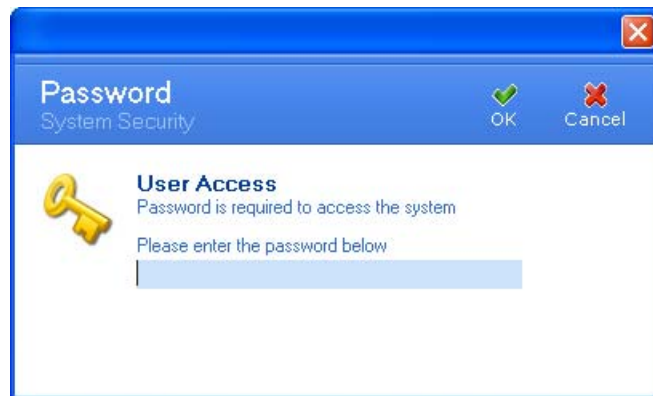 Password
System Security
OK
Cancel
User Access
Password is required to access the system
Please enter the password below